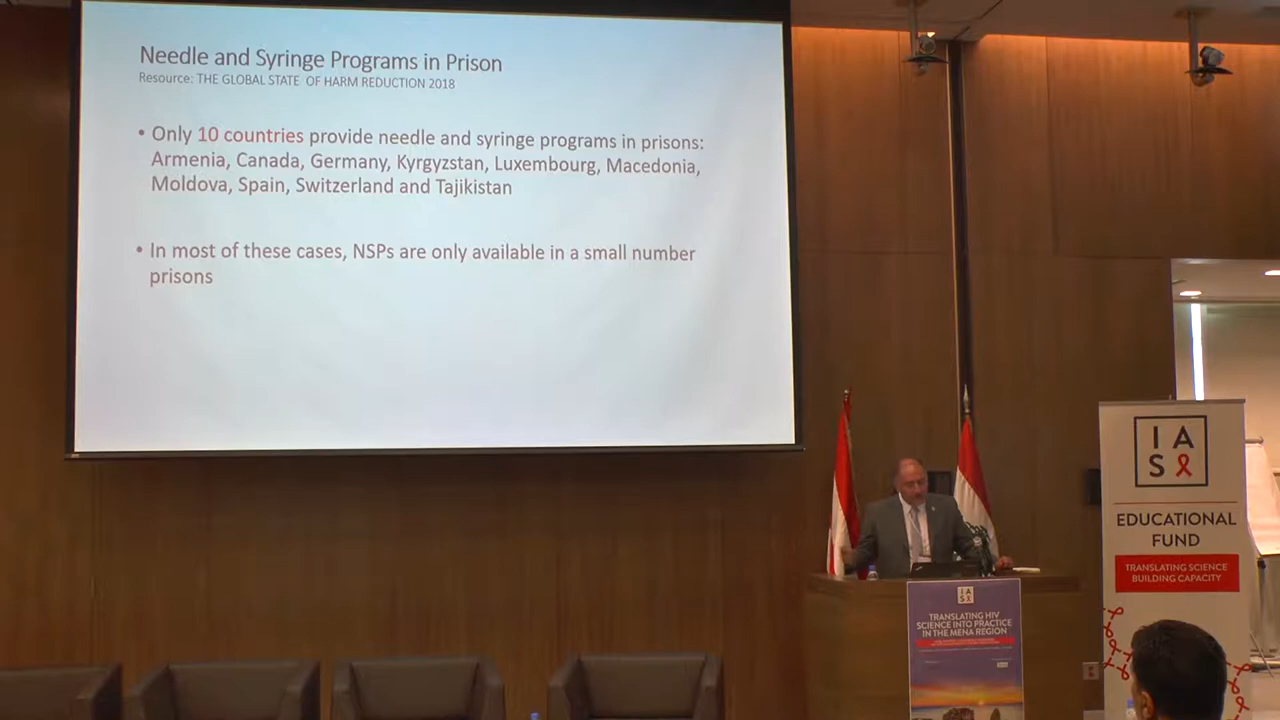 Needle and Syringe Programs in Prison
Resource: THE GLOBAL STATE OF HARM REDUCTION 2018
• Only 10 countries provide needle and syringe programs in prisons:
Armenia, Canada, Germany, Kyrgyzstan, Luxembourg, Macedonia,
Moldova, Spain, Switzerland and Tajikistan
• In most of these cases, NSPs are only available in a small number
prisons
IAS
EDUCATIONAL
FUND
TRANSLATING SCIENCE
BUILDING CAPACITY
IAS
TRANSLATING HIV
SCIENCE INTO PRACTICE
IN THE MENA REGION